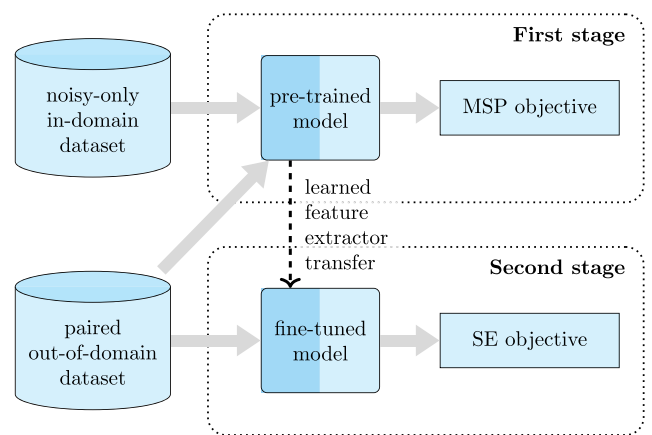 First stage
noisy-only
in-domain
dataset
pre-trained
model
MSP objective
learned
feature
extractor
transfer
Second stage
paired
out-of-domain
dataset
fine-tuned
model
SE objective